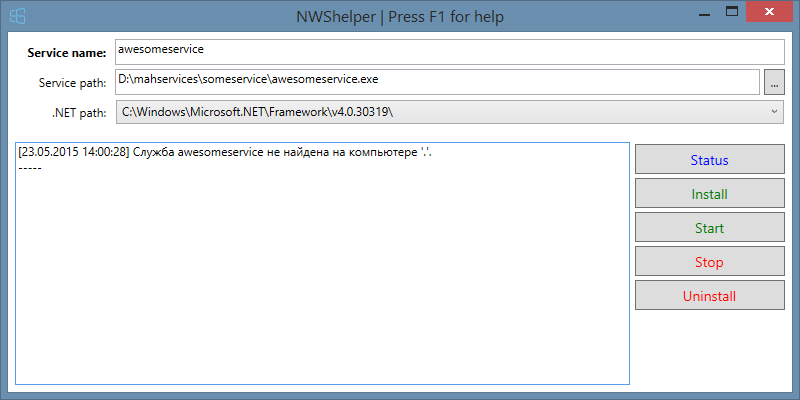 NWShelper | Press F1 for help
Service name: awesomeservice
Service path: D:\mahservices\someservice\awesomeservice.exe ...
.NET path: C:\Windows\Microsoft.NET\Framework\v4.0.30319\
[23.05.2015 14:00:28] Служба awesomeservice не найдена на компьютере '.'.
-----
Status
Install
Start
Stop
Uninstall